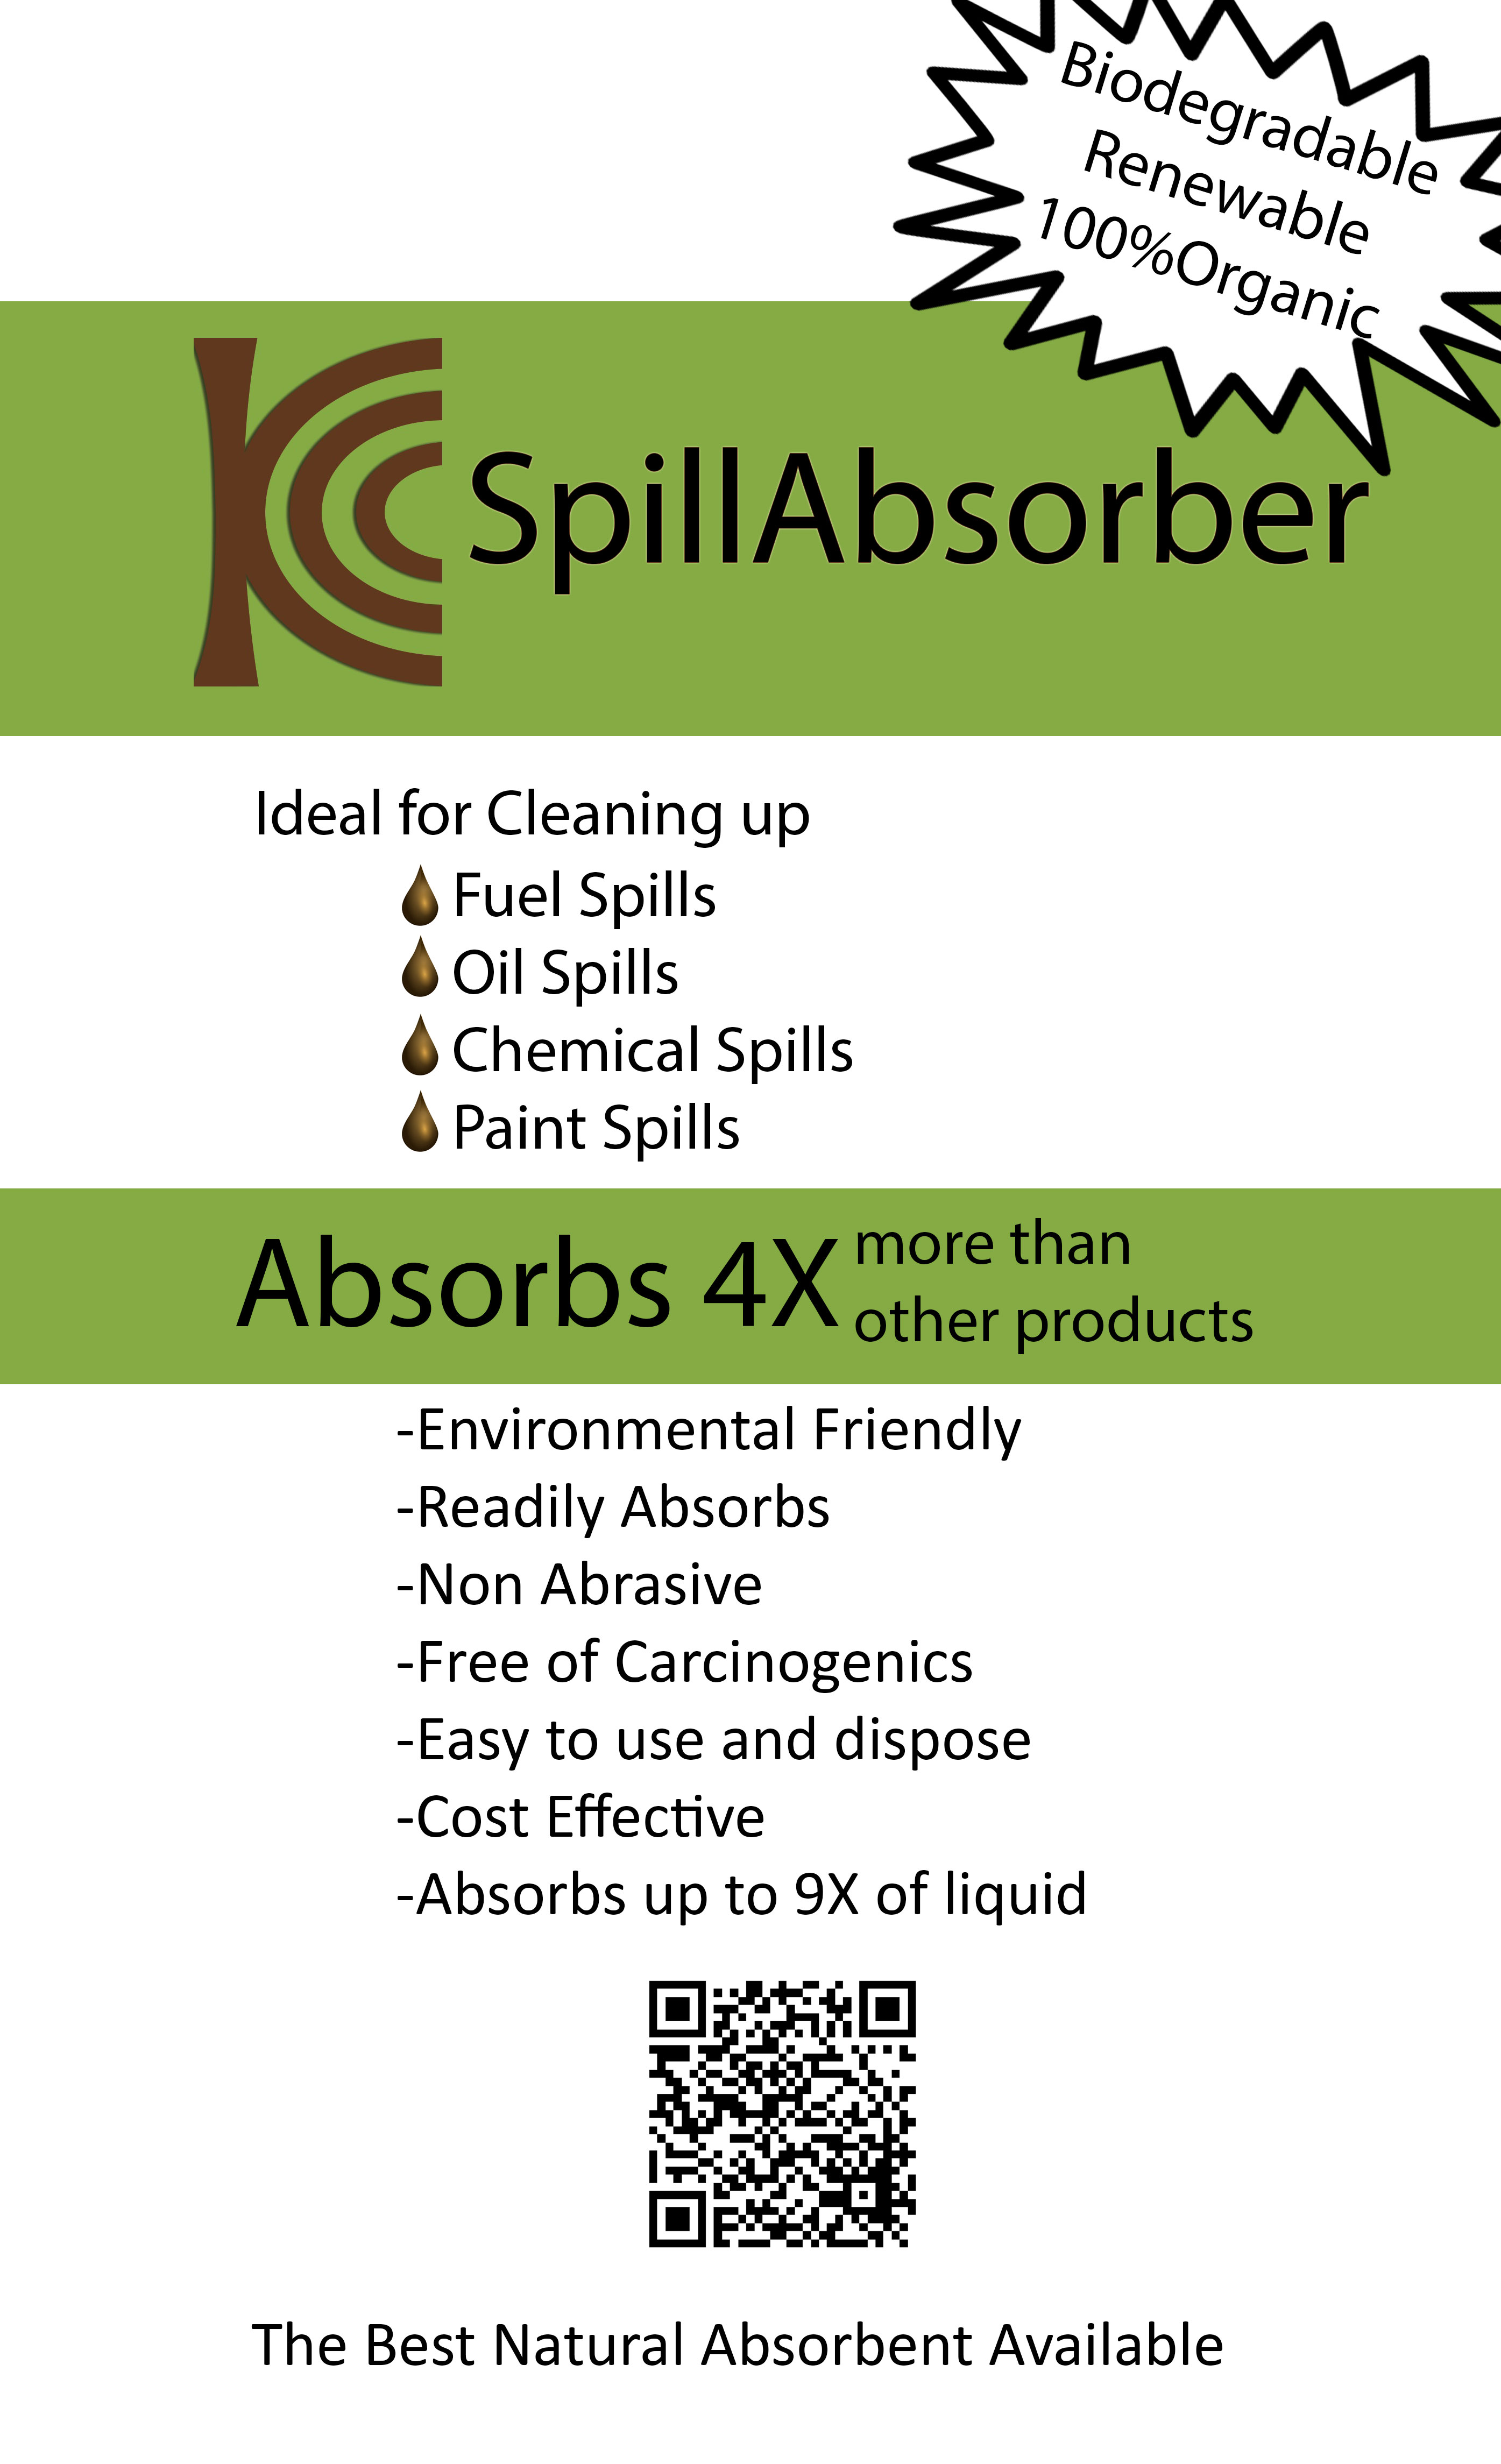 Biodegradable
Renewable
100%Organic
KC SpillAbsorber
Ideal for Cleaning up
Fuel Spills
Oil Spills
Chemical Spills
Paint Spills
Absorbs 4X
more than
other products
-Environmental Friendly
-Readily Absorbs
-Non Abrasive
-Free of Carcinogenics
-Easy to use and dispose
-Cost Effective
-Absorbs up to 9X of liquid
The Best Natural Absorbent Available